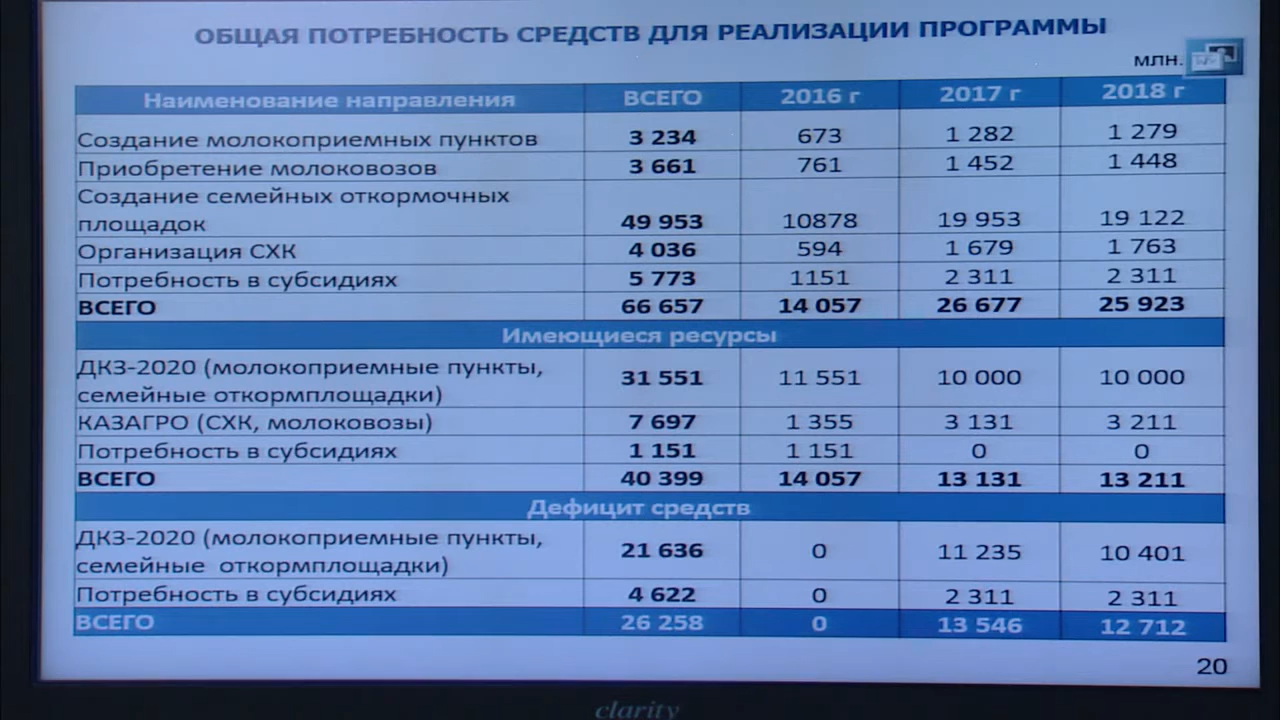 ОБЩАЯ ПОТРЕБНОСТЬ СРЕДСТВ ДЛЯ РЕАЛИЗАЦИИ ПРОГРАММЫ
млн.
Наименование направления ВСЕГО 2016 г 2017 г 2018 г
Создание молокоприемных пунктов 3 234 673 1 282 1 279
Приобретение молоковозов 3 661 761 1 452 1 448
Создание семейных откормочных
площадок 49 953 10878 19 953 19 122
Организация СХК 4 036 594 1 679 1 763
Потребность в субсидиях 5 773 1151 2 311 2 311
ВСЕГО 66 657 14 057 26 677 25 923
Имеющиеся ресурсы
ДКЗ-2020 (молокоприемные пункты,
семейные откормплощадки) 31 551 11 551 10 000 10 000
КАЗАГРО (СХК, молоковозы) 7 697 1 355 3 131 3 211
Потребность в субсидиях 1 151 1 151 0 0
ВСЕГО 40 399 14 057 13 131 13 211
Дефицит средств
ДКЗ-2020 (молокоприемные пункты,
семейные откормплощадки) 21 636 0 11 235 10 401
Потребность в субсидиях 4 622 0 2 311 2 311
ВСЕГО 26 258 0 13 546 12 712
20
clarity